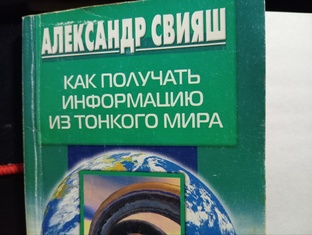 АЛЕКСАНДР СВИЯШ
КАК ПОЛУЧАТЬ
ИНФОРМАЦИЮ
ИЗ ТОНКОГО МИРА